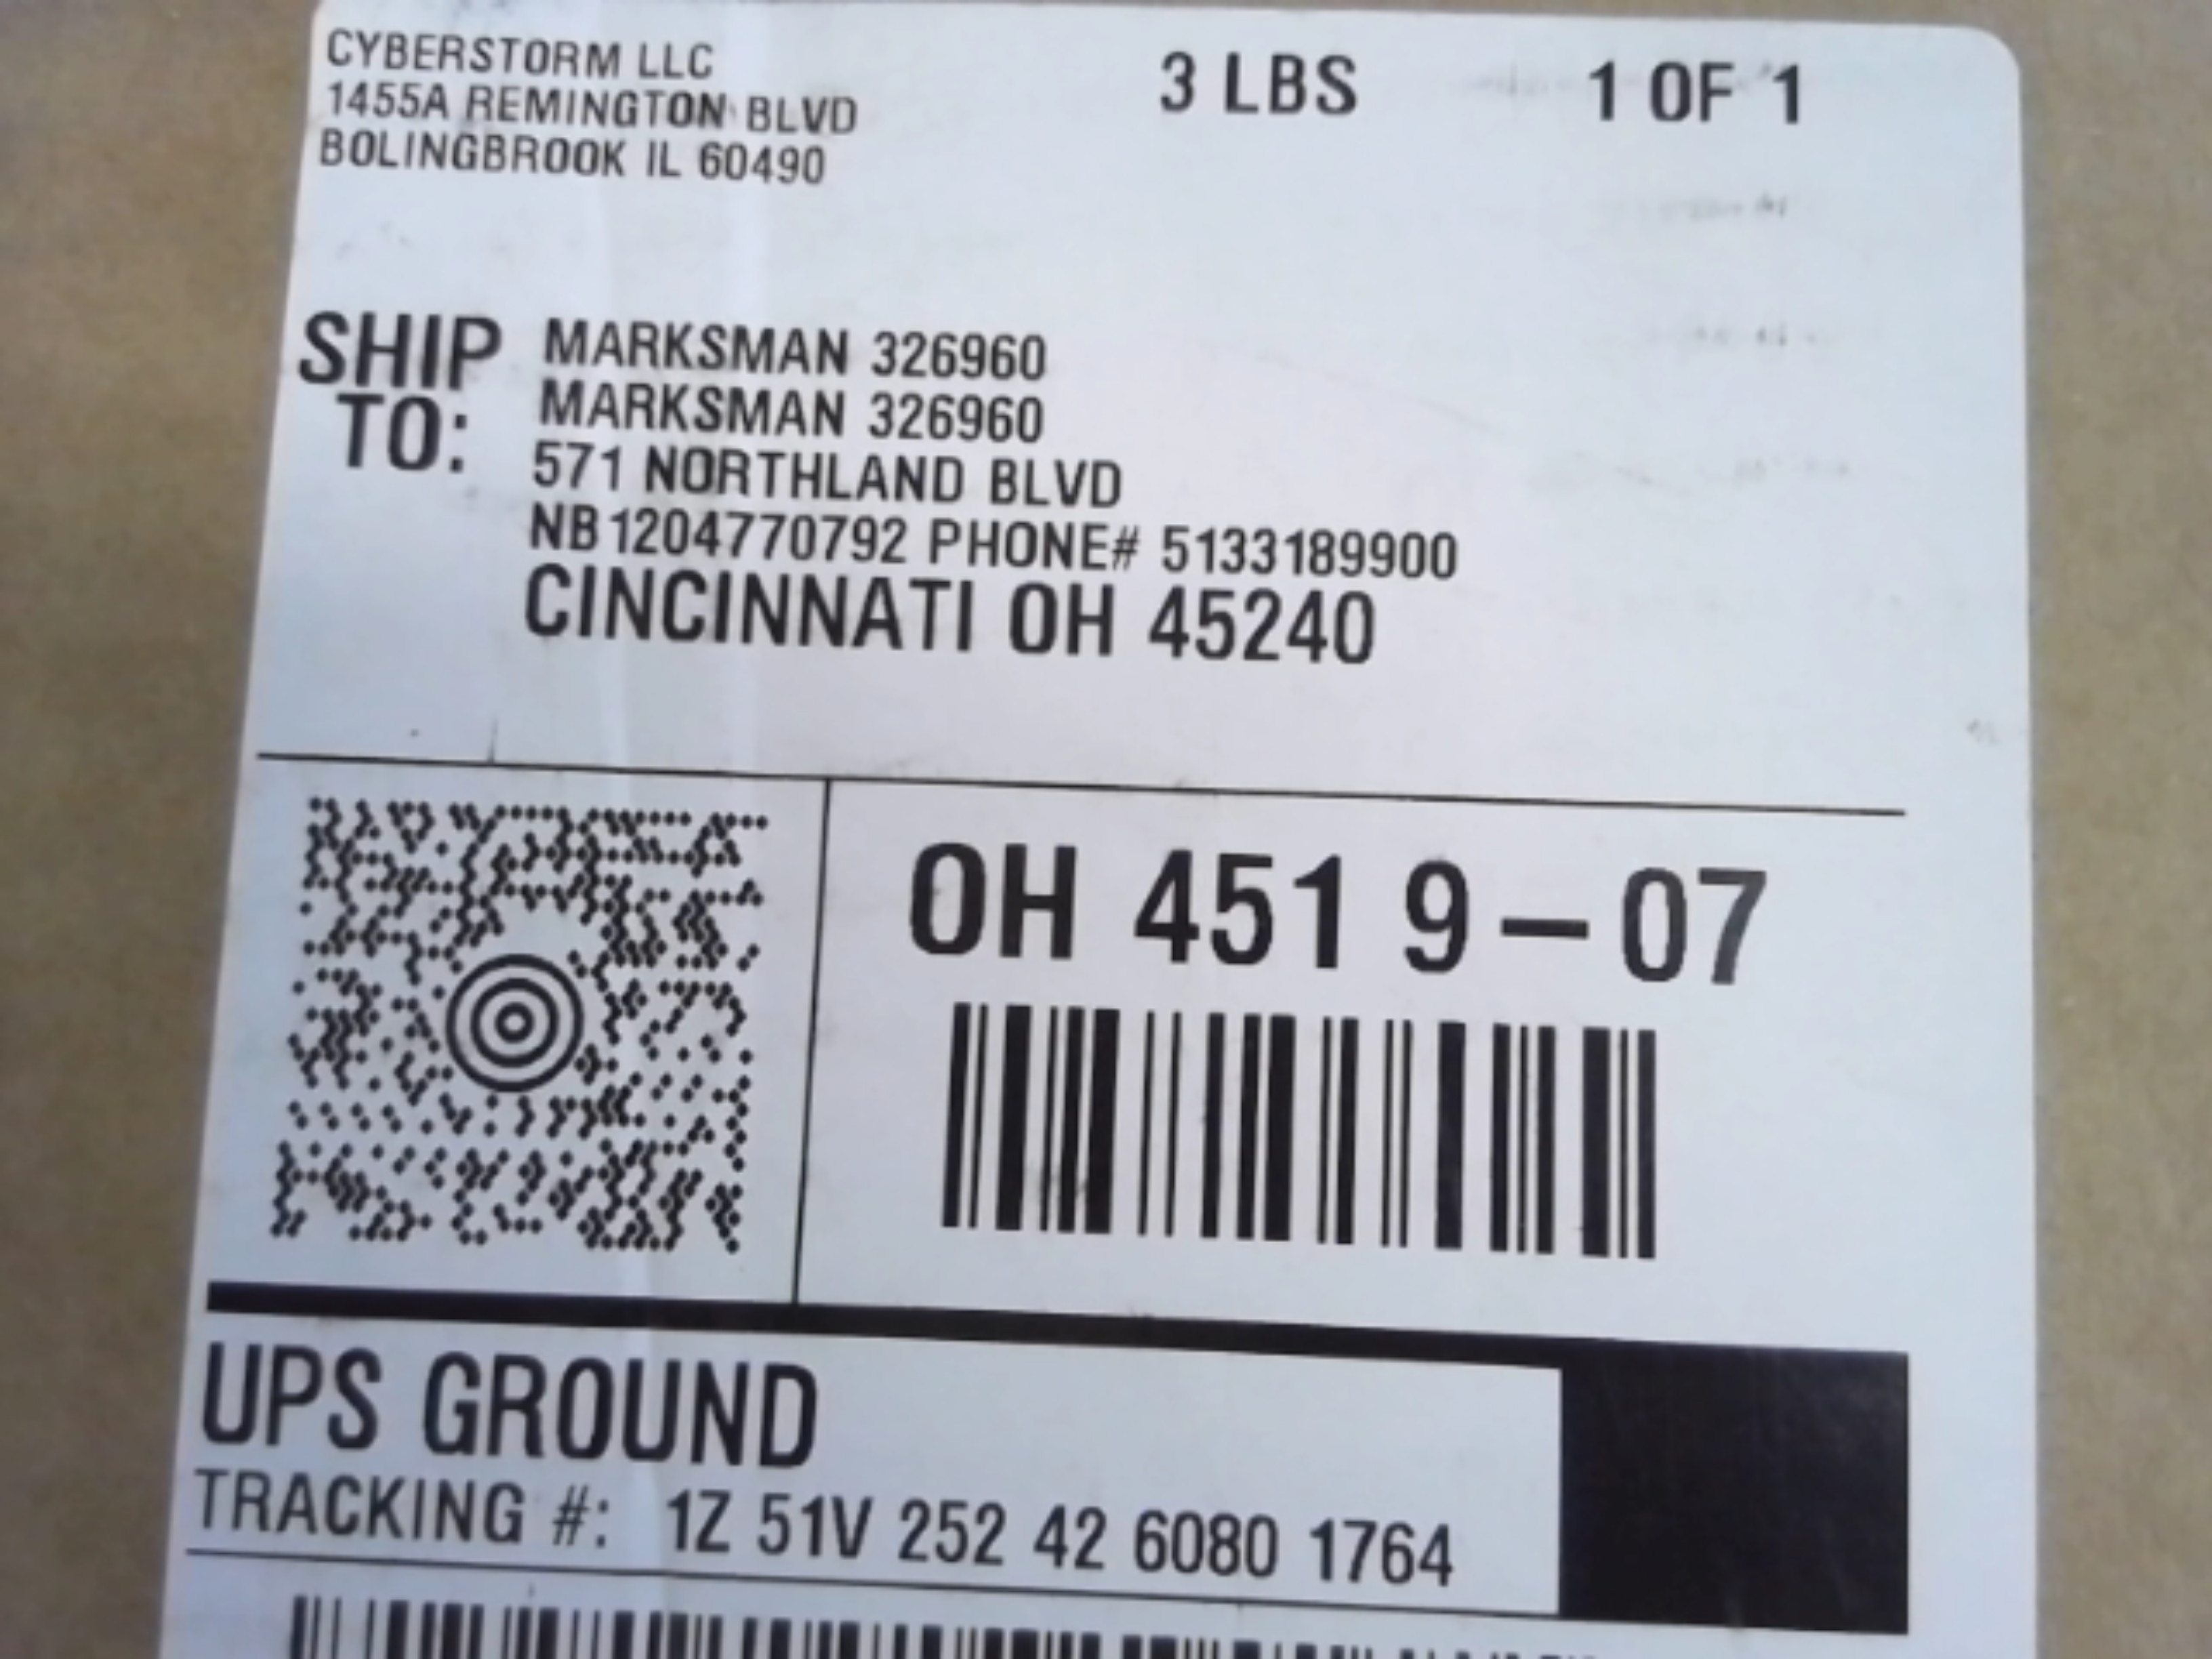 CYBERSTORM LLC
1455A REMINGTON BLVD
BOLINGBROOK IL 60490
3 LBS
1 OF 1
SHIP TO:
MARKSMAN 326960
MARKSMAN 326960
571 NORTHLAND BLVD
NB1204770792 PHONE# 5133189900
CINCINNATI OH 45240
OH 451 9-07
UPS GROUND
TRACKING #: 1Z 51V 252 42 6080 1764